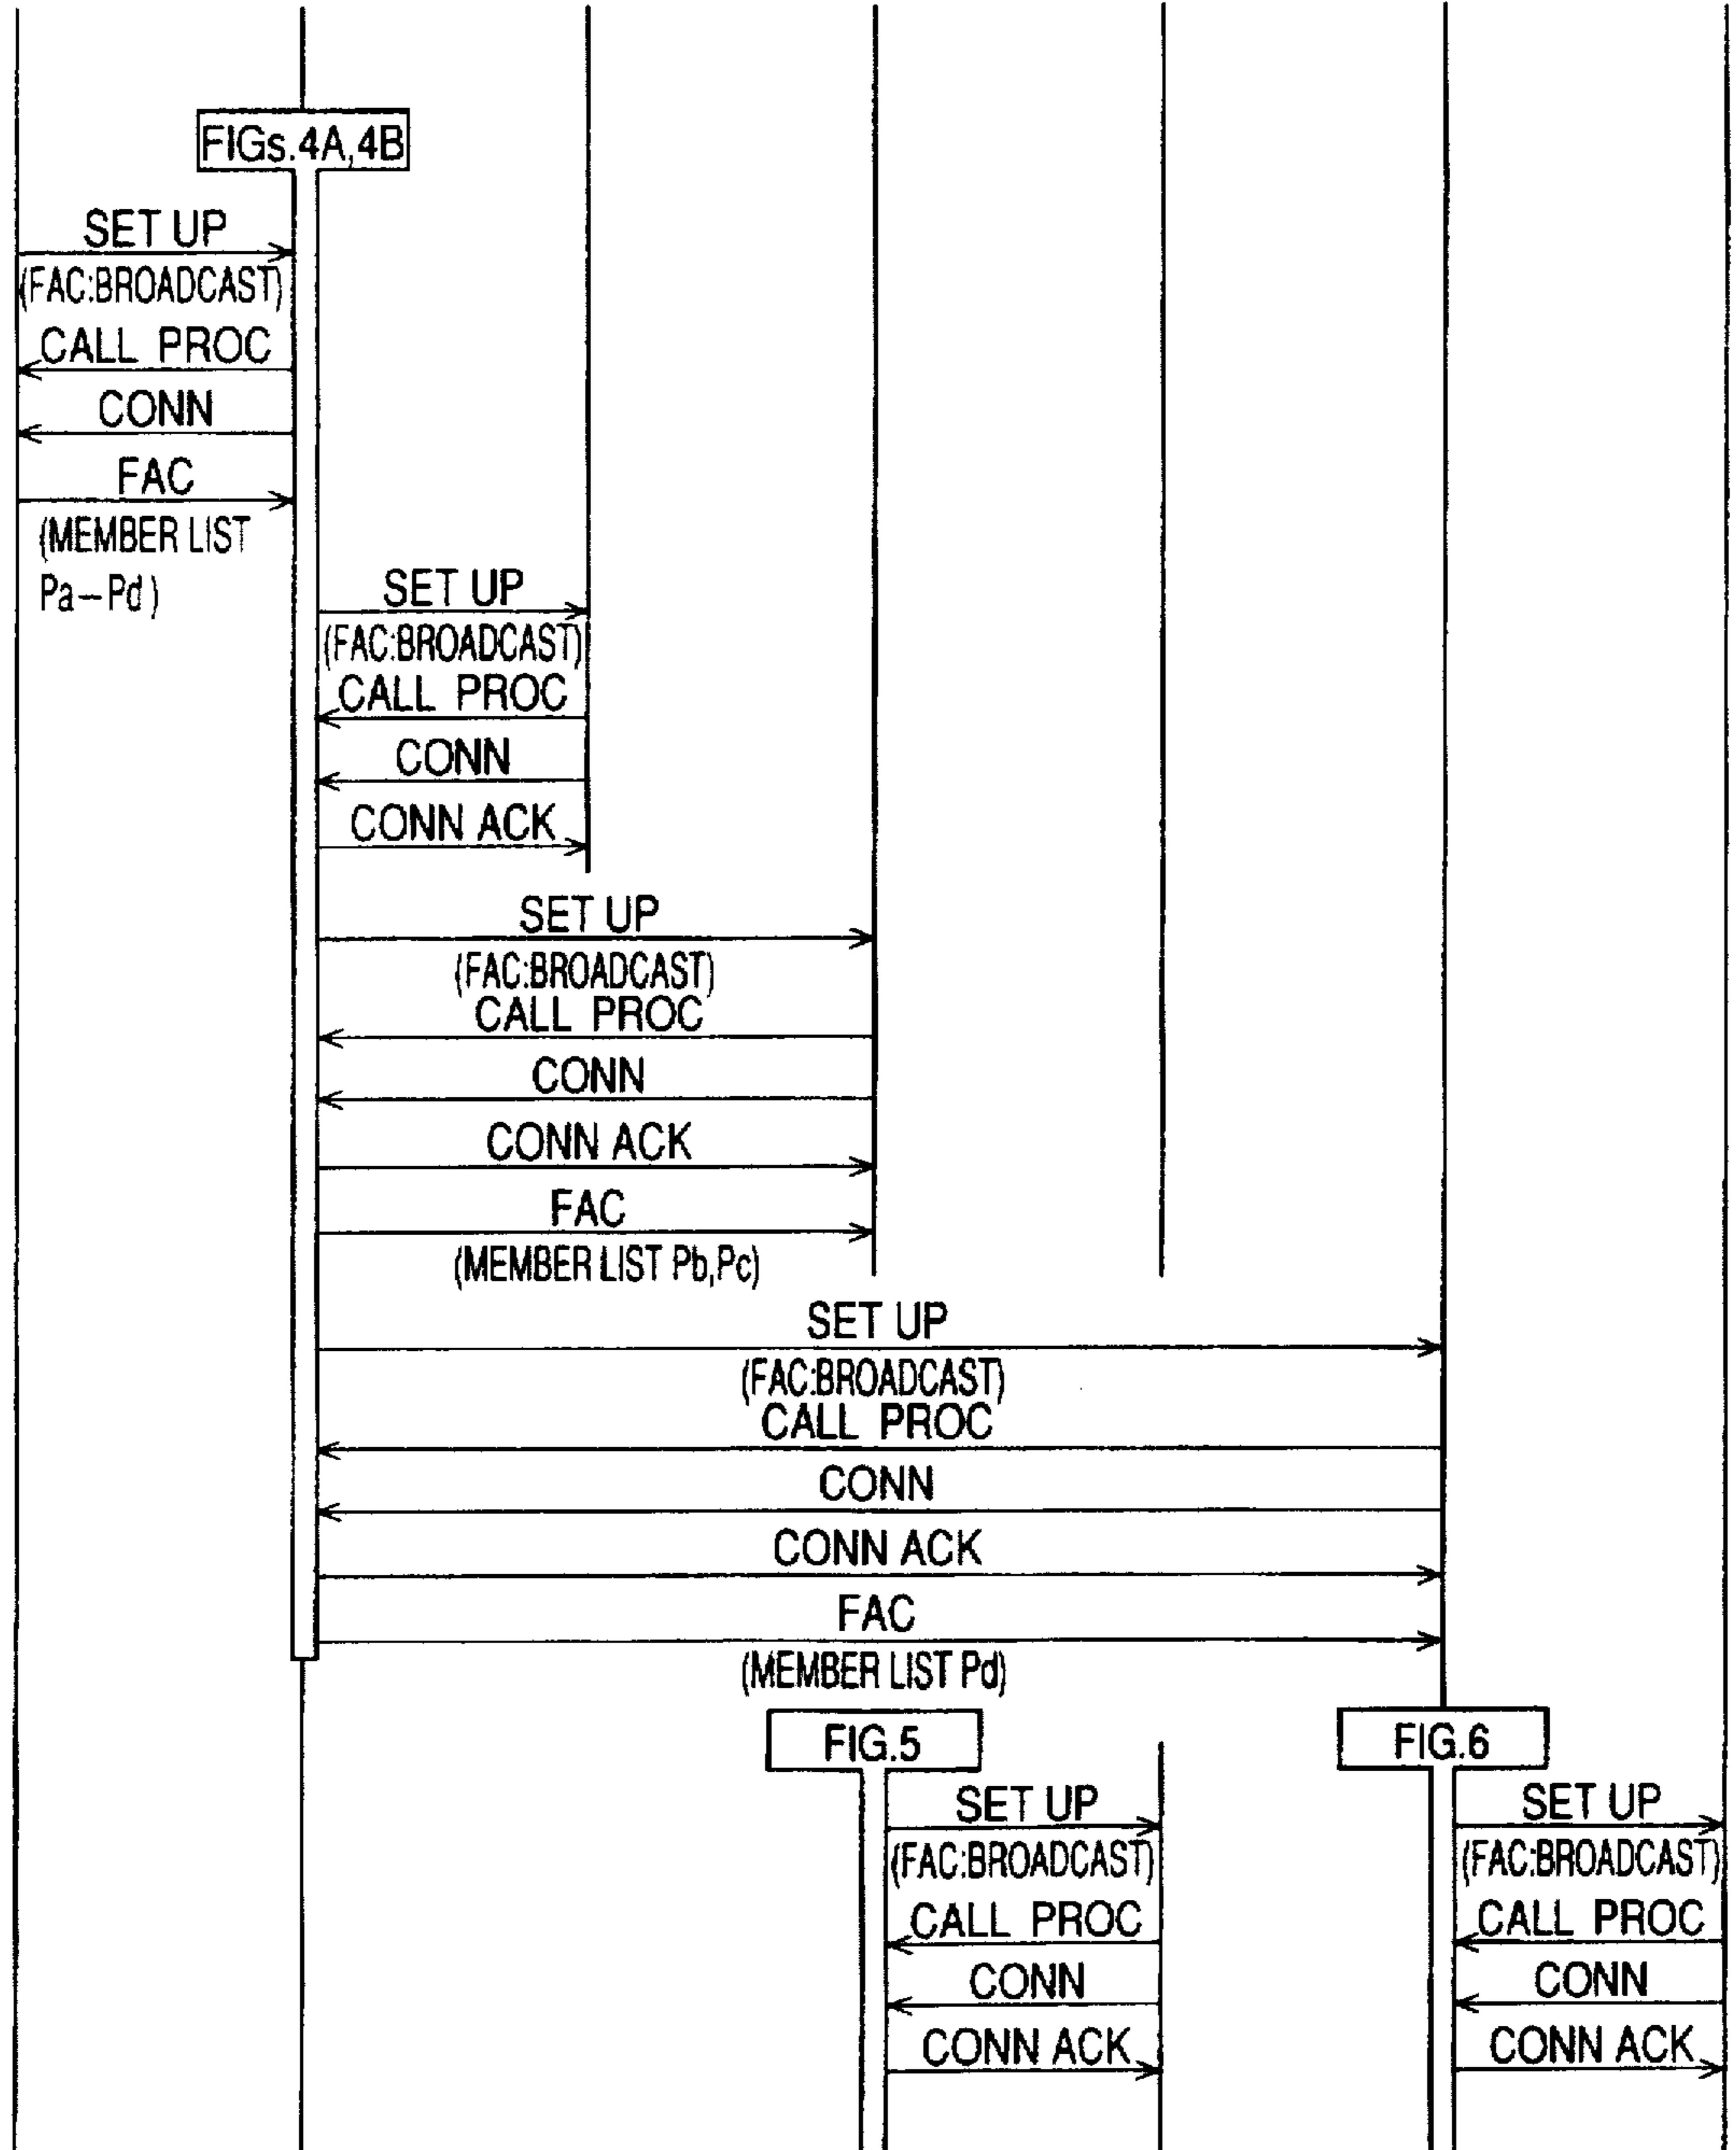 FIGs.4A,4B
SET UP
(FAC:BROADCAST)
CALL PROC
CONN
FAC
(MEMBER LIST
Pa–Pd)
SET UP
(FAC:BROADCAST)
CALL PROC
CONN
CONN ACK
SET UP
(FAC:BROADCAST)
CALL PROC
CONN
CONN ACK
FAC
(MEMBER LIST Pb,Pc)
SET UP
(FAC:BROADCAST)
CALL PROC
CONN
CONN ACK
FAC
(MEMBER LIST Pd)
FIG.5
SET UP
(FAC:BROADCAST)
CALL PROC
CONN
CONN ACK
FIG.6
SET UP
(FAC:BROADCAST)
CALL PROC
CONN
CONN ACK